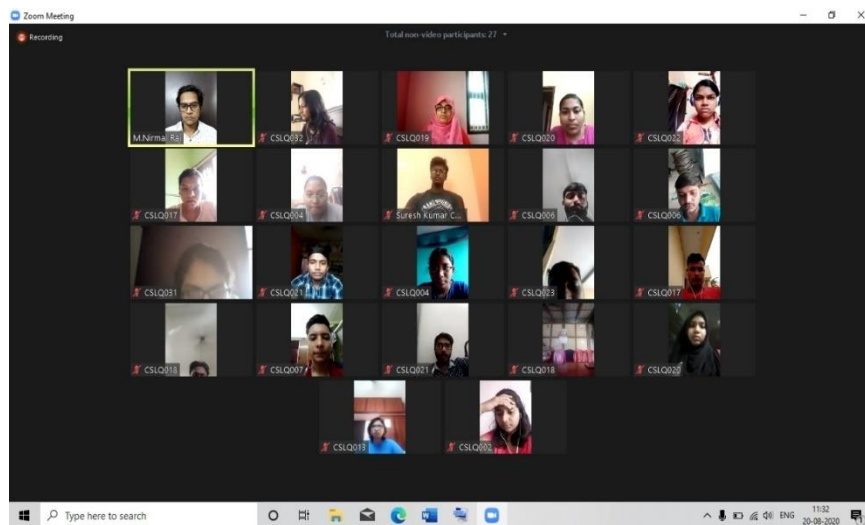 Zoom Meeting
Recording
Total non-video participants: 27
M.Nirmal Raj
CSLQ032
CSLQ019
CSLQ020
CSLQ022
CSLQ017
CSLQ004
Suresh Kumar C...
CSLQ006
CSLQ006
CSLQ031
CSLQ021
CSLQ004
CSLQ023
CSLQ017
CSLQ018
CSLQ007
CSLQ021
CSLQ018
CSLQ020
CSLQ013
CSLQ002
Type here to search
ENG
11:32
20-08-2020